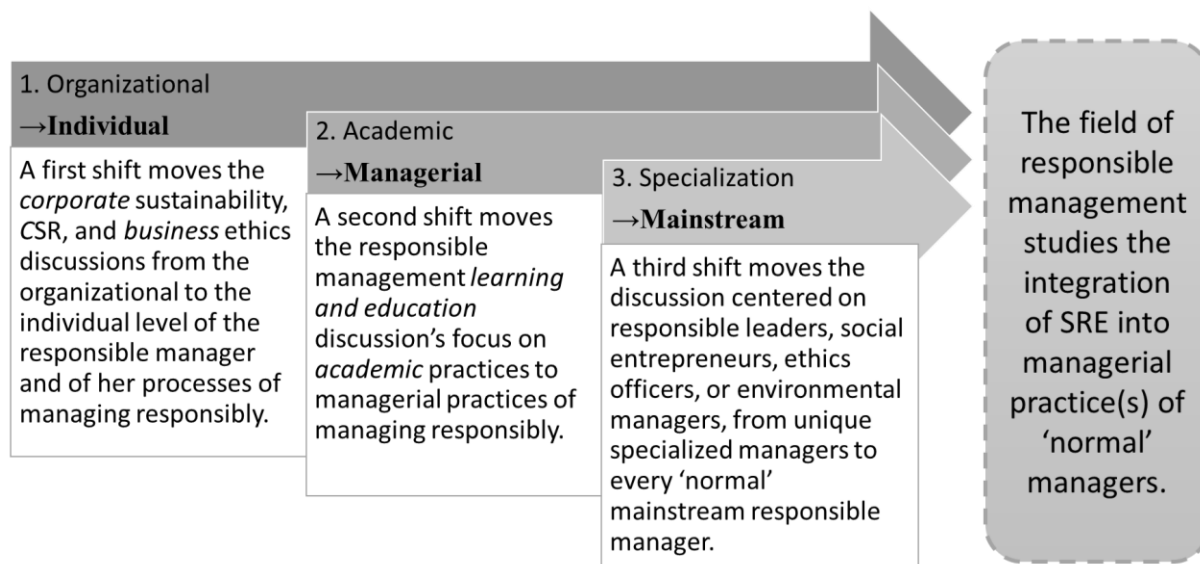 1. Organizational
→Individual
A first shift moves the
corporate sustainability,
CSR, and business ethics
discussions from the
organizational to the
individual level of the
responsible manager
and of her processes of
managing responsibly.
2. Academic
→Managerial
A second shift moves
the responsible
management learning
and education
discussion’s focus on
academic practices to
managerial practices of
managing responsibly.
3. Specialization
→Mainstream
A third shift moves the
discussion centered on
responsible leaders, social
entrepreneurs, ethics
officers, or environmental
managers, from unique
specialized managers to
every ‘normal’
mainstream responsible
manager.
The field of
responsible
management
studies the
integration
of SRE into
managerial
practice(s) of
‘normal’
managers.